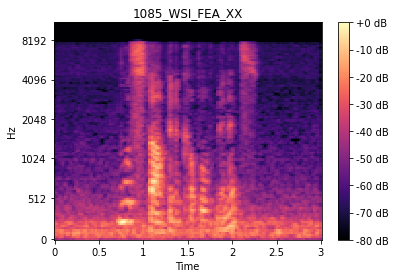 1085_WSI_FEA_XX
+0 dB
8192
-10 dB
4096
-20 dB
-30 dB
2048
Hz
-40 dB
1024
-50 dB
512
-60 dB
-70 dB
0
-80 dB
0 0.5 1 1.5 2 2.5 3
Time